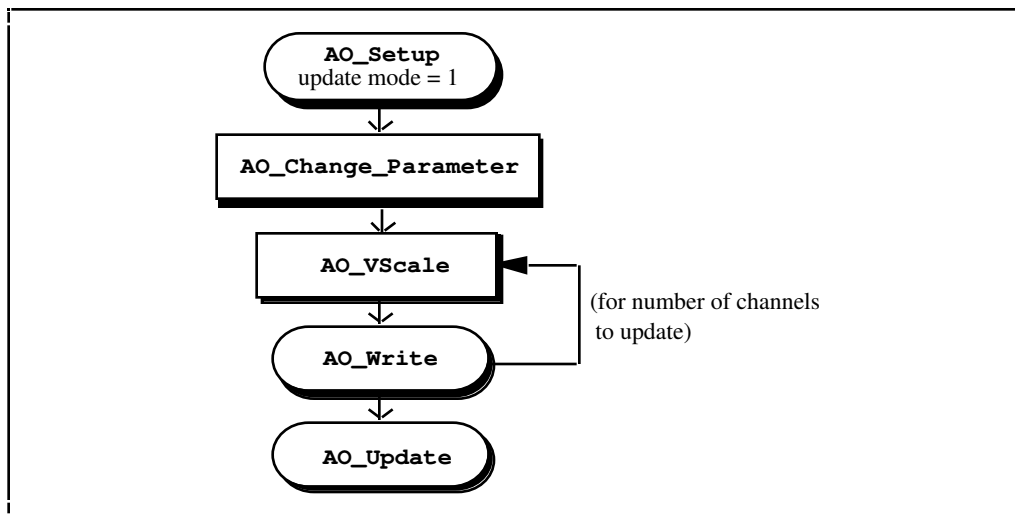 AO_Setup
update mode = 1
AO_Change_Parameter
AO_VScale
(for number of channels
to update)
AO_Write
AO_Update